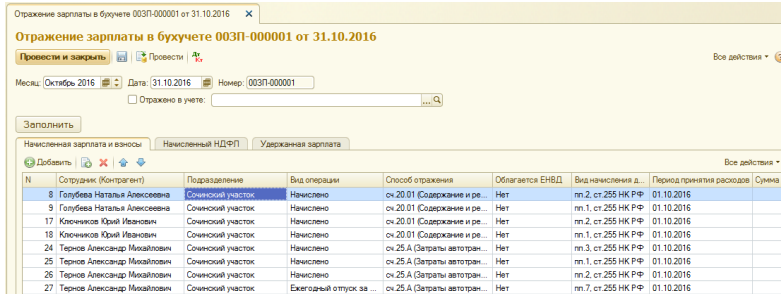 Отражение зарплаты в бухучете 00ЗП-000001 от 31.10.2016 X
Отражение зарплаты в бухучете 00ЗП-000001 от 31.10.2016
Провести и закрыть Провести Дт Кт Все действия
Месяц: Октябрь 2016 Дата: 31.10.2016 Номер: 00ЗП-000001
Отражено в учете: ...
Заполнить
Начисленная зарплата и взносы Начисленный НДФЛ Удержанная зарплата
Добавить Все действия
N Сотрудник (Контрагент) Подразделение Вид операции Способ отражения Облагается ЕНВД Вид начисления д... Период принятия расходов Сумма
8 Голубева Наталья Алексеевна Сочинский участок Начислено сч.20.01 (Содержание и ре... Нет пп.2, ст.255 НК РФ 01.10.2016
9 Голубева Наталья Алексеевна Сочинский участок Начислено сч.20.01 (Содержание и ре... Нет пп.1, ст.255 НК РФ 01.10.2016
17 Ключников Юрий Иванович Сочинский участок Начислено сч.20.01 (Содержание и ре... Нет пп.2, ст.255 НК РФ 01.10.2016
18 Ключников Юрий Иванович Сочинский участок Начислено сч.20.01 (Содержание и ре... Нет пп.1, ст.255 НК РФ 01.10.2016
24 Тернов Александр Михайлович Сочинский участок Начислено сч.25.А (Затраты автотран... Нет пп.3, ст.255 НК РФ 01.10.2016
25 Тернов Александр Михайлович Сочинский участок Начислено сч.25.А (Затраты автотран... Нет пп.1, ст.255 НК РФ 01.10.2016
26 Тернов Александр Михайлович Сочинский участок Начислено сч.25.А (Затраты автотран... Нет пп.2, ст.255 НК РФ 01.10.2016
27 Тернов Александр Михайлович Сочинский участок Ежегодный отпуск за ... сч.25.А (Затраты автотран... Нет пп.7, ст.255 НК РФ 01.10.2016